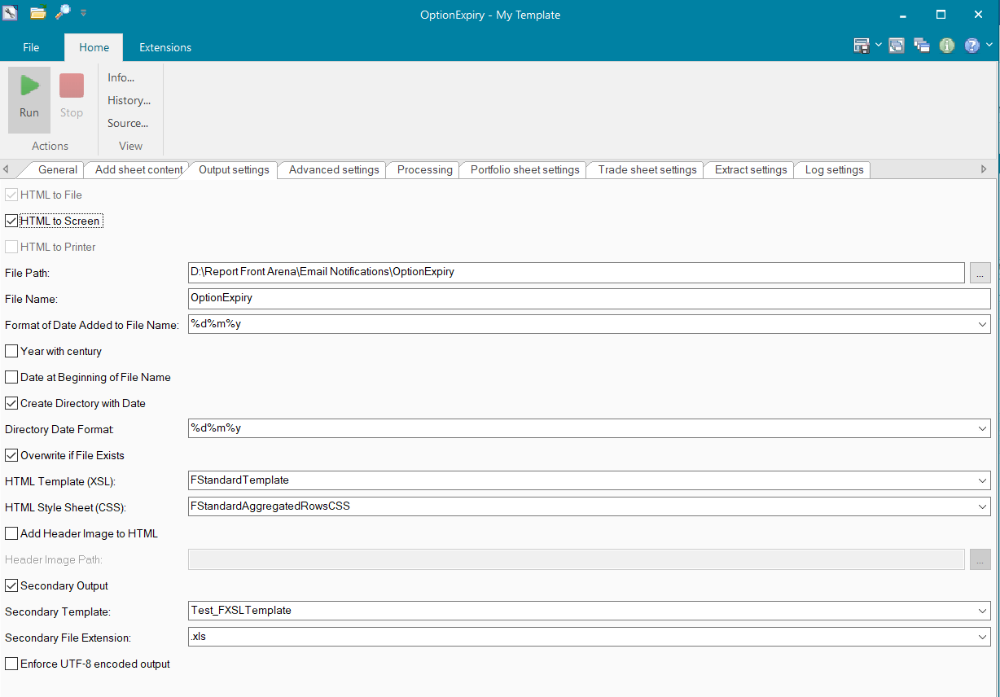 OptionExpiry - My Template
File Home Extensions
Run Stop
Info...
History...
Source...
Actions View
General Add sheet content Output settings Advanced settings Processing Portfolio sheet settings Trade sheet settings Extract settings Log settings
HTML to File
HTML to Screen
HTML to Printer
File Path: D:\Report Front Arena\Email Notifications\OptionExpiry ...
File Name: OptionExpiry
Format of Date Added to File Name: %d%m%y
Year with century
Date at Beginning of File Name
Create Directory with Date
Directory Date Format: %d%m%y
Overwrite if File Exists
HTML Template (XSL): FStandardTemplate
HTML Style Sheet (CSS): FStandardAggregatedRowsCSS
Add Header Image to HTML
Header Image Path: ...
Secondary Output
Secondary Template: Test_FXSLTemplate
Secondary File Extension: .xls
Enforce UTF-8 encoded output